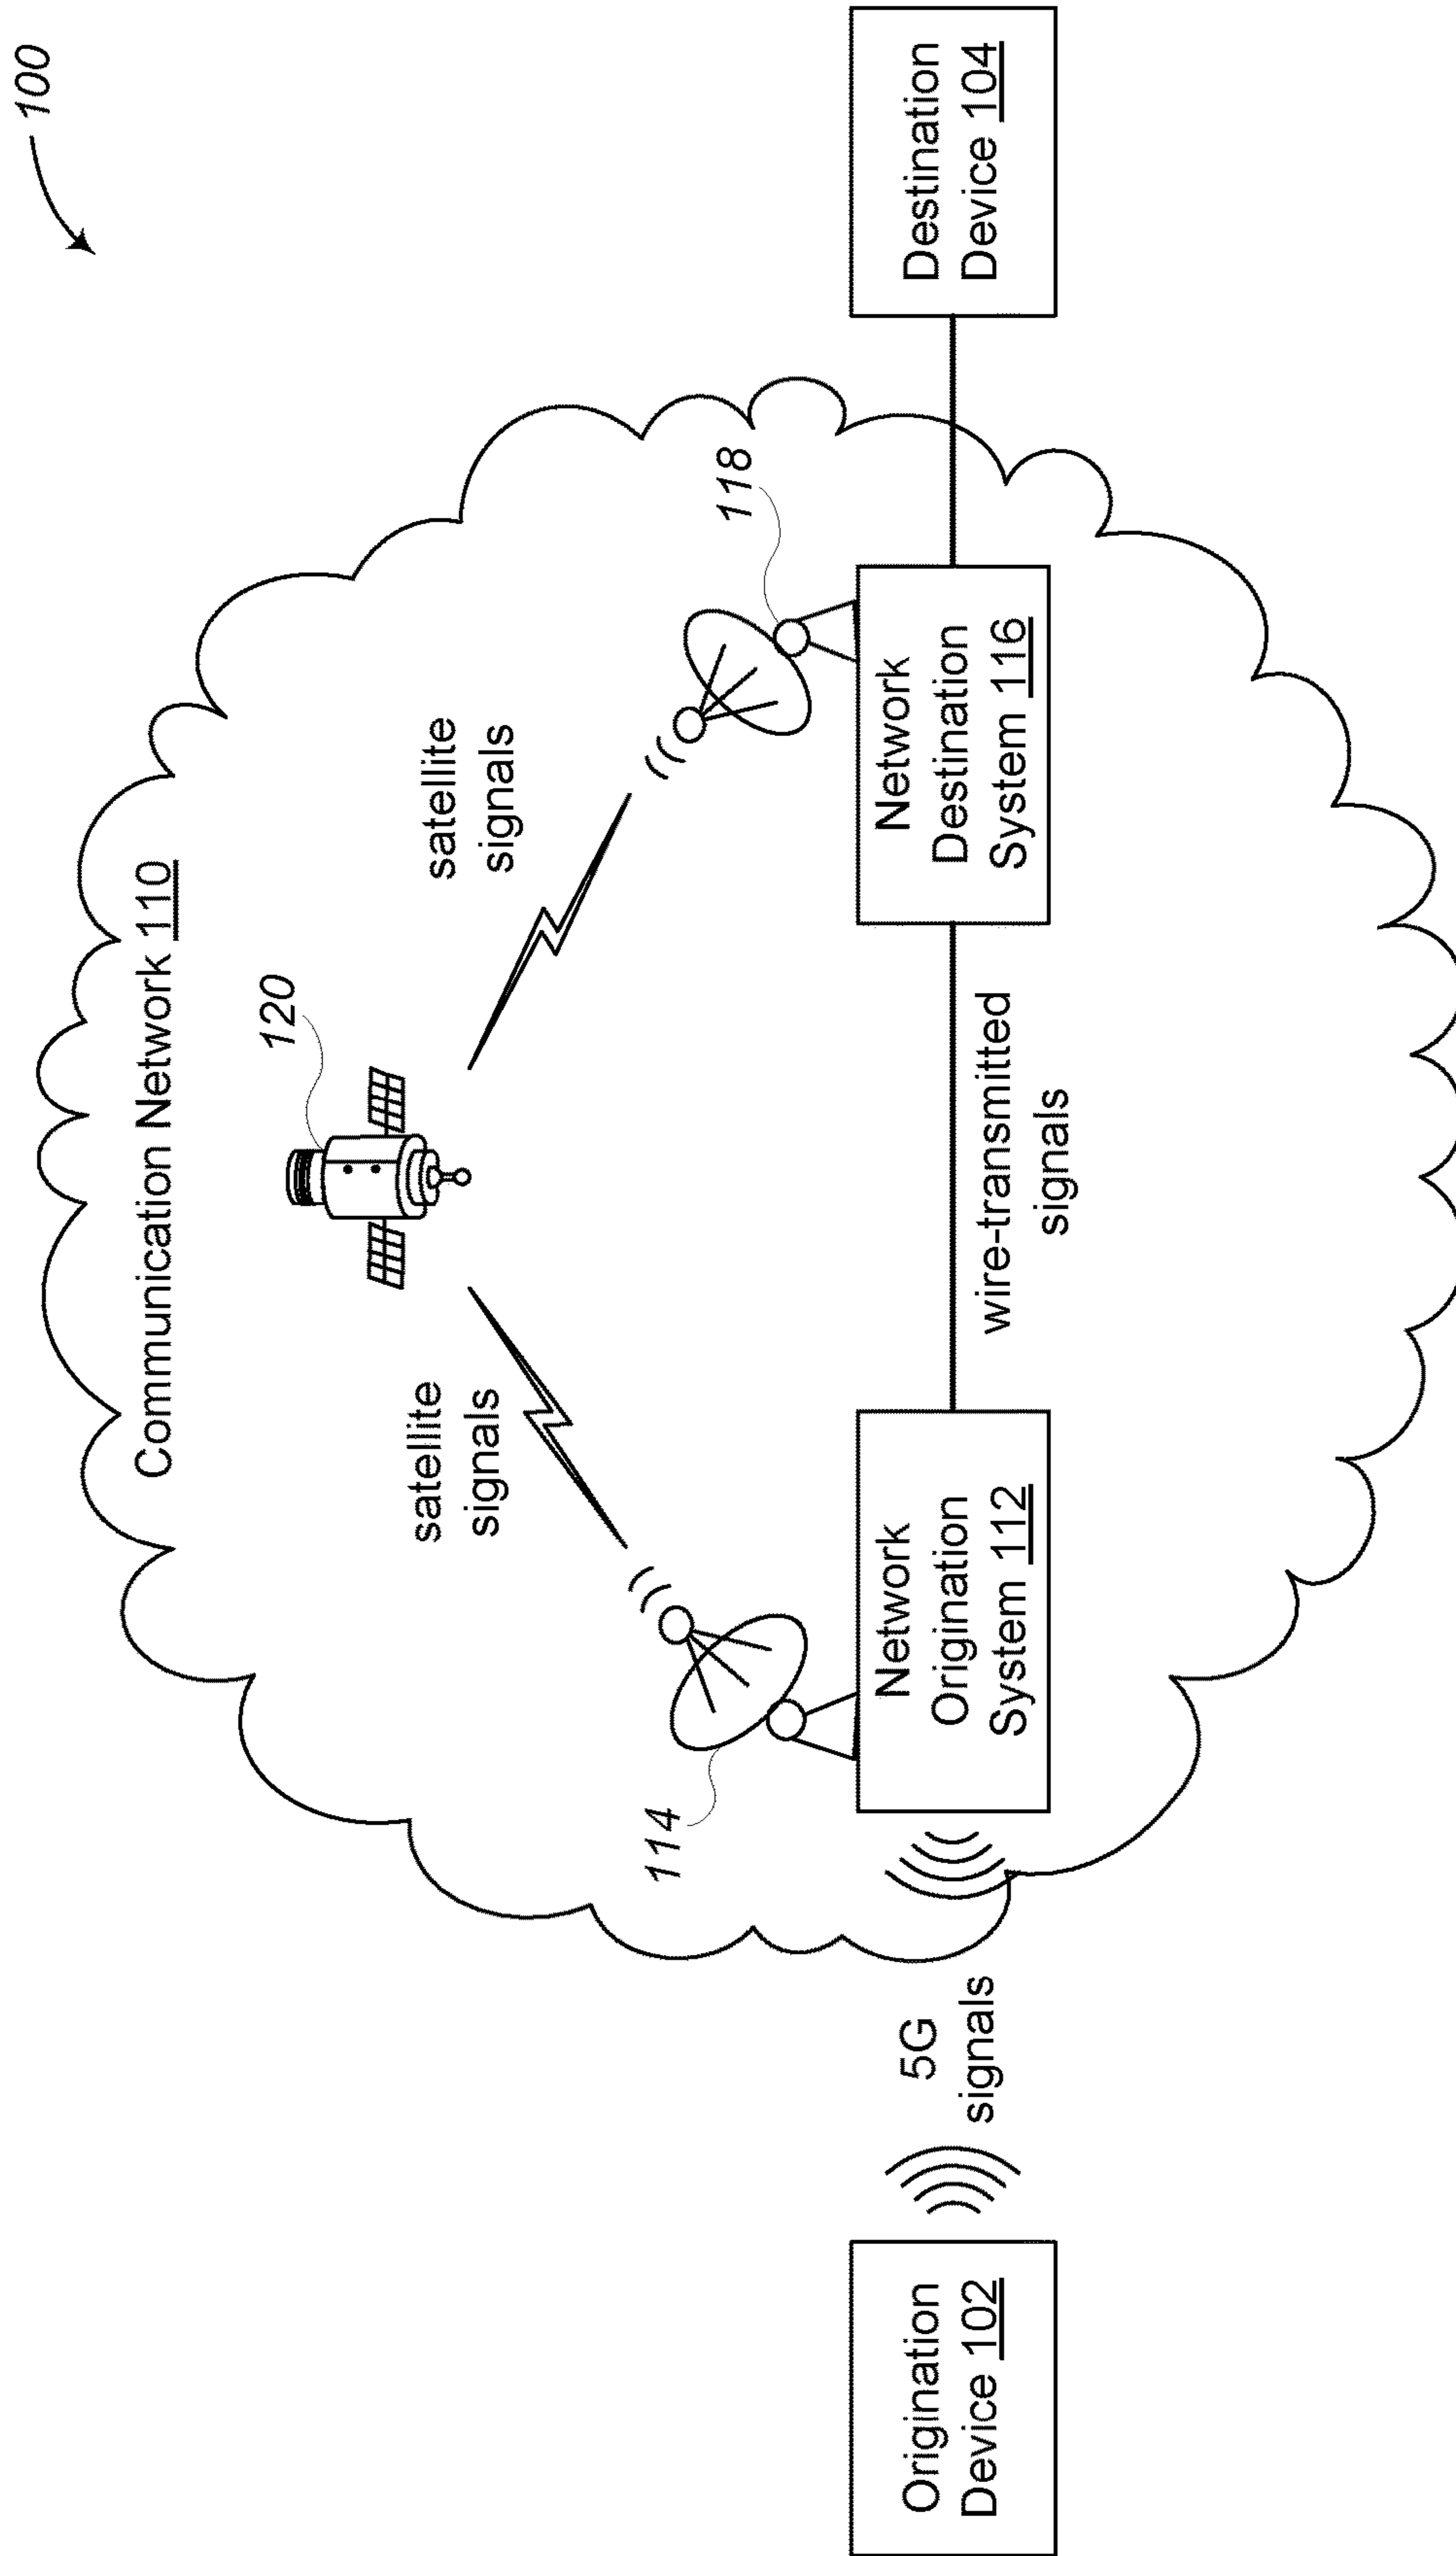 100
Communication Network 110
120
satellite
signals
satellite
signals
114
118
Origination
Device 102
5G
signals
Network
Origination
System 112
wire-transmitted
signals
Network
Destination
System 116
Destination
Device 104